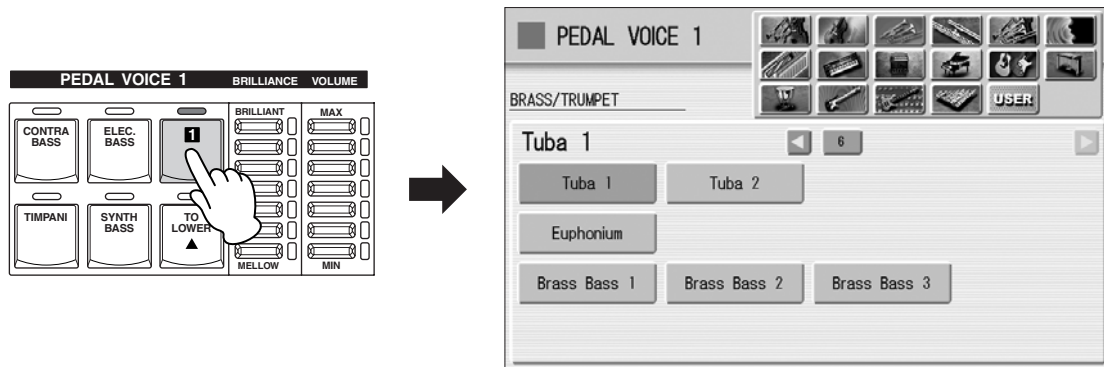 PEDAL VOICE 1 BRILLIANCE VOLUME
CONTRA
BASS
ELEC.
BASS
1
BRILLIANT
MAX
TIMPANI
SYNTH
BASS
TO
LOWER
▲
MELLOW
MIN
PEDAL VOICE 1
BRASS/TRUMPET
USER
Tuba 1
6
Tuba 1
Tuba 2
Euphonium
Brass Bass 1
Brass Bass 2
Brass Bass 3